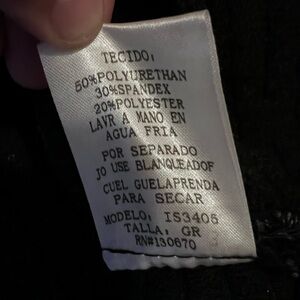 TECIDO:
50%POLYURETHAN
30%SPANDEX
20%POLYESTER
LAVR A MANO EN
AGUA FRIA
POR SEPARADO
JO USE BLANQUEADOF
CUEL GUELAPRENDA
PARA SECAR
MODELO: IS3405
TALLA: GR
RN#130670